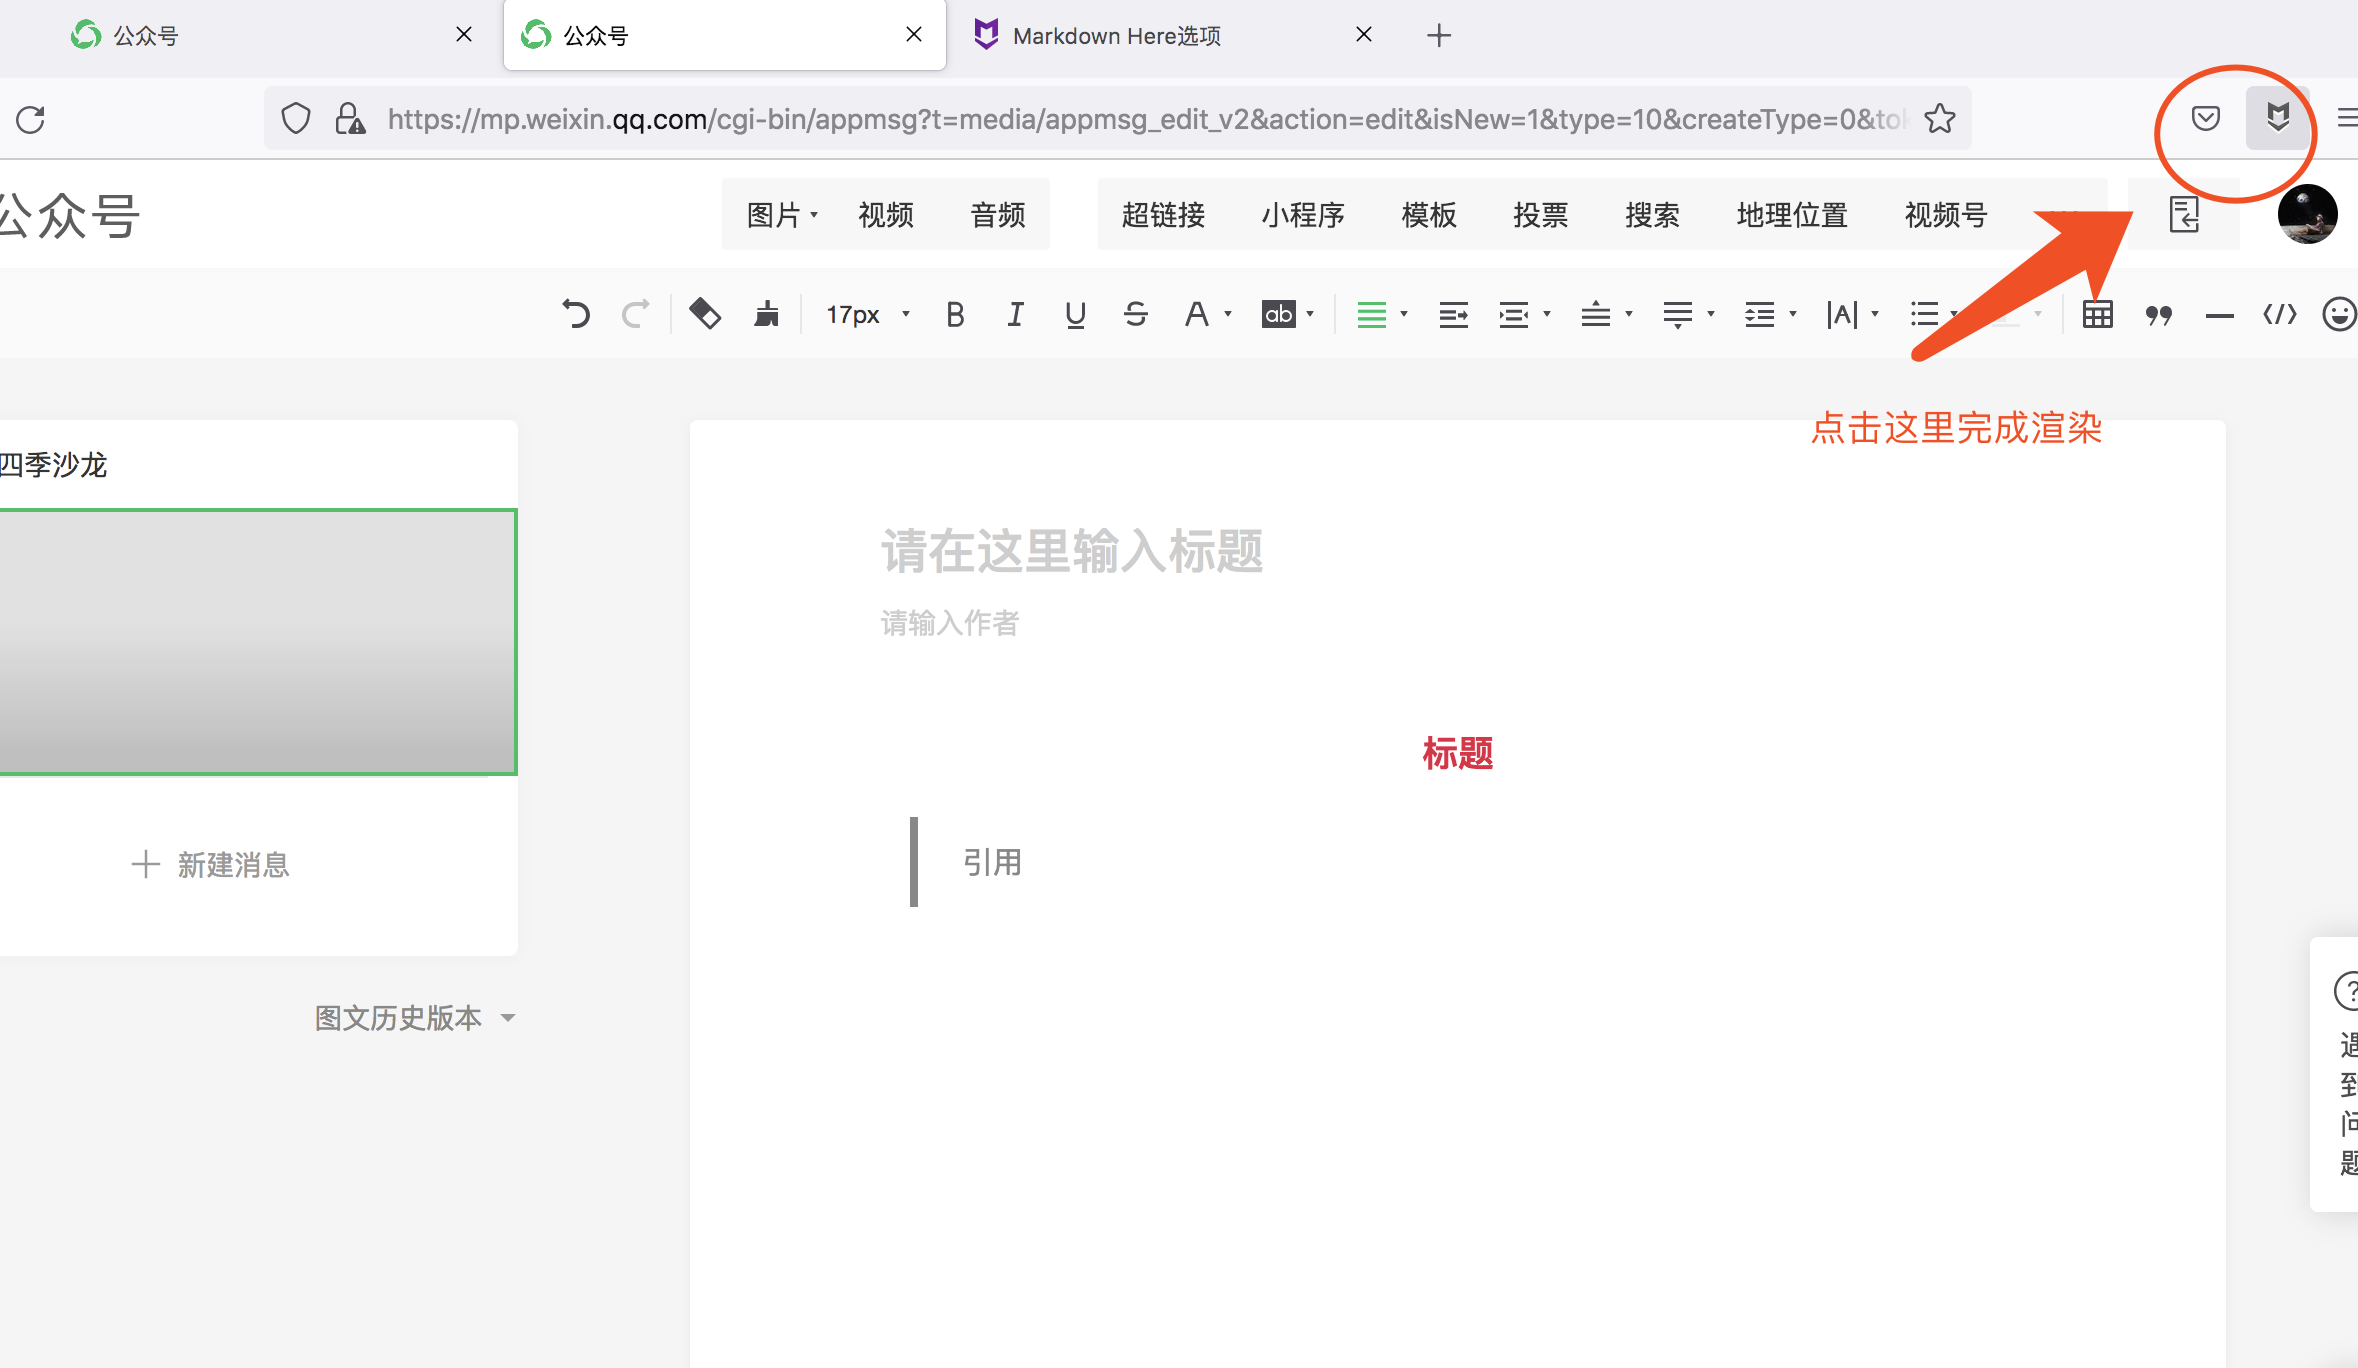 公众号
公众号
Markdown Here选项
https://mp.weixin.qq.com/cgi-bin/appmsg?t=media/appmsg_edit_v2&action=edit&isNew=1&type=10&createType=0&tok
公众号
图片 视频 音频
超链接 小程序 模板 投票 搜索 地理位置 视频号
17px B I U S A ab |A|
点击这里完成渲染
四季沙龙
请在这里输入标题
请输入作者
标题
引用
新建消息
图文历史版本
?
遇
到
问
题